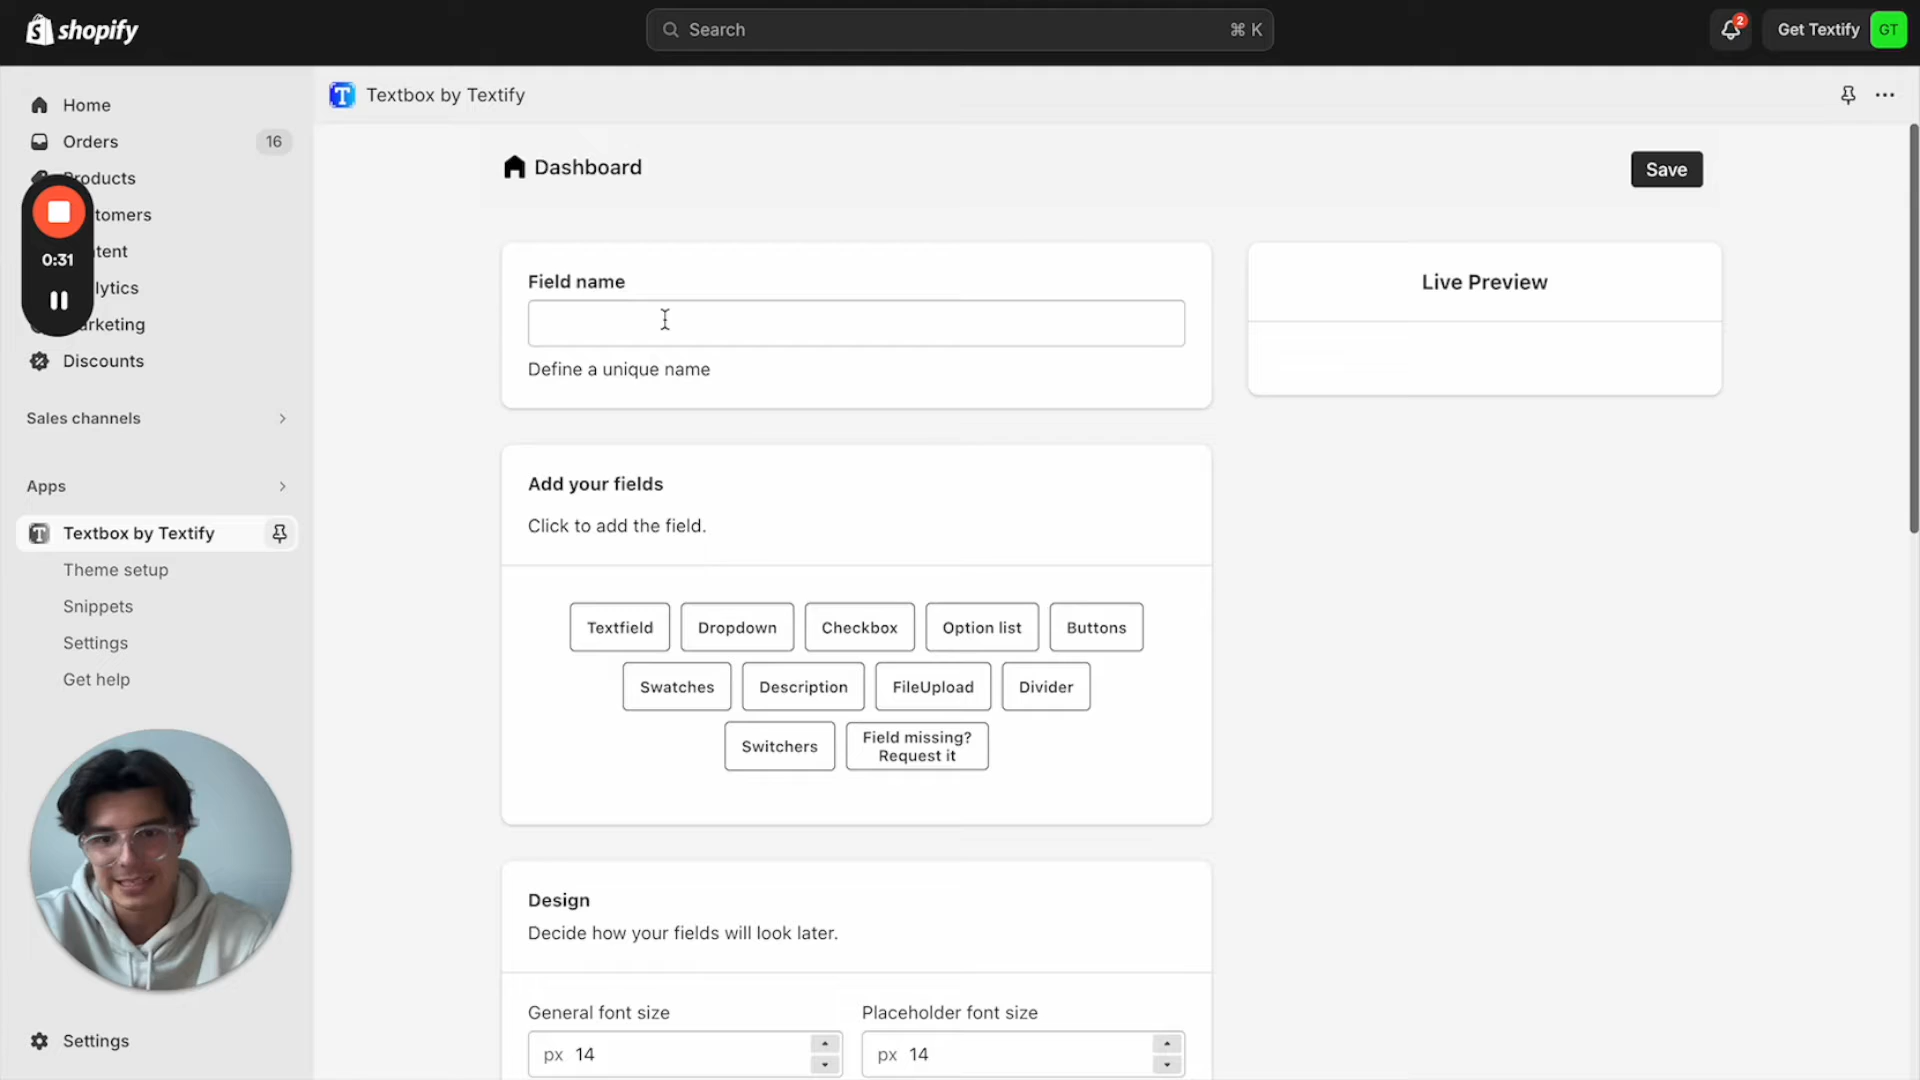 shopify
Search
⌘ K
2
Get Textify
GT
Home
Orders
16
Products
tomers
tent
lytics
arketing
Discounts
Sales channels
Apps
Textbox by Textify
Theme setup
Snippets
Settings
Get help
Settings
0:31
Textbox by Textify
Dashboard
Save
Field name
Define a unique name
Live Preview
Add your fields
Click to add the field.
Textfield
Dropdown
Checkbox
Option list
Buttons
Swatches
Description
FileUpload
Divider
Switchers
Field missing?
Request it
Design
Decide how your fields will look later.
General font size
Placeholder font size
px 14
px 14